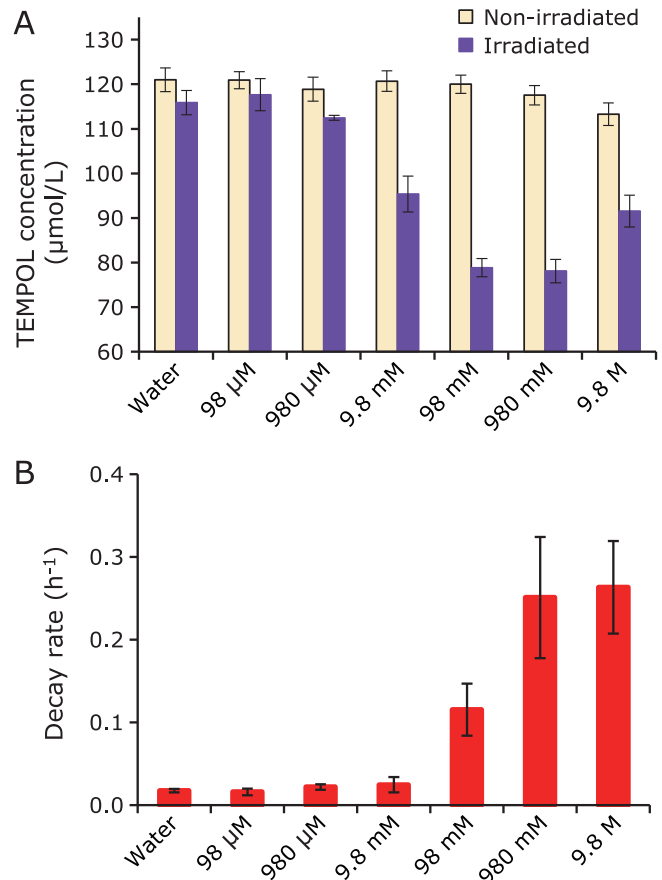 A
Non-irradiated
Irradiated
TEMPOL concentration
(µmol/L)
130
120
110
100
90
80
70
60
Water
98 µM
980 µM
9.8 mM
98 mM
980 mM
9.8 M
B
Decay rate (h⁻¹)
0.4
0.3
0.2
0.1
0.0
Water
98 µM
980 µM
9.8 mM
98 mM
980 mM
9.8 M